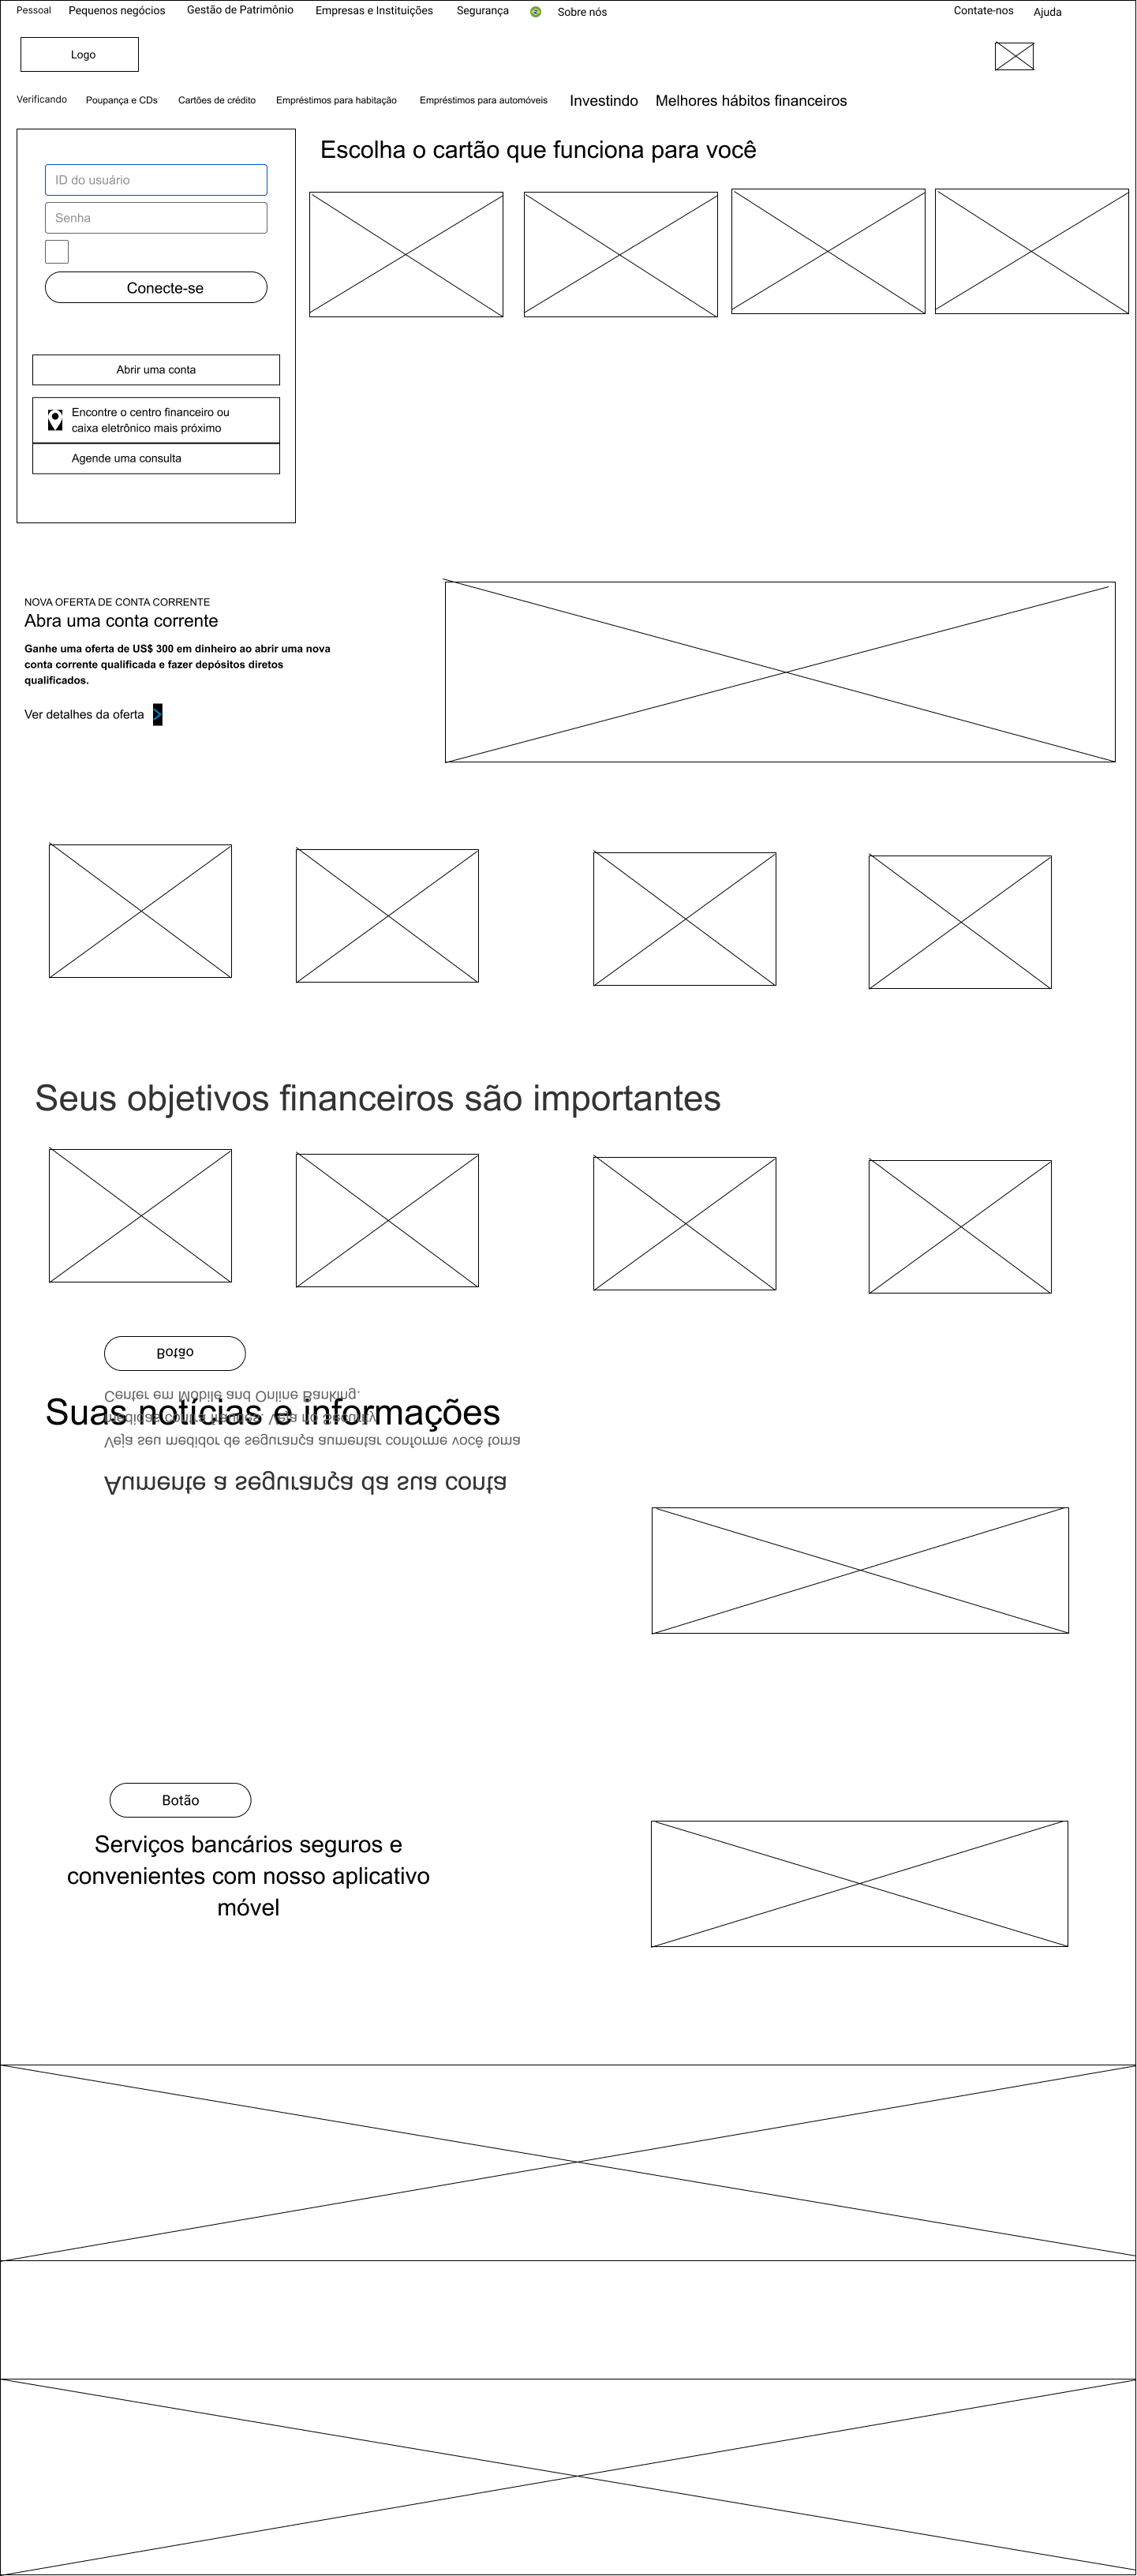 Pessoal Pequenos negócios Gestão de Patrimônio Empresas e Instituições Segurança Sobre nós Contate-nos Ajuda
Logo
Verificando Poupança e CDs Cartões de crédito Empréstimos para habitação Empréstimos para automóveis Investindo Melhores hábitos financeiros
Escolha o cartão que funciona para você
ID do usuário
Senha
Conecte-se
Abrir uma conta
Encontre o centro financeiro ou
caixa eletrônico mais próximo
Agende uma consulta
NOVA OFERTA DE CONTA CORRENTE
Abra uma conta corrente
Ganhe uma oferta de US$ 300 em dinheiro ao abrir uma nova
conta corrente qualificada e fazer depósitos diretos
qualificados.
Ver detalhes da oferta
Seus objetivos financeiros são importantes
Botão
Center em Mobile and Online Banking.
Suas notícias e informações
medidas contra fraudes. Veja no Security
Veja seu medidor de segurança aumentar conforme você toma
Aumente a segurança da sua conta
Botão
Serviços bancários seguros e
convenientes com nosso aplicativo
móvel